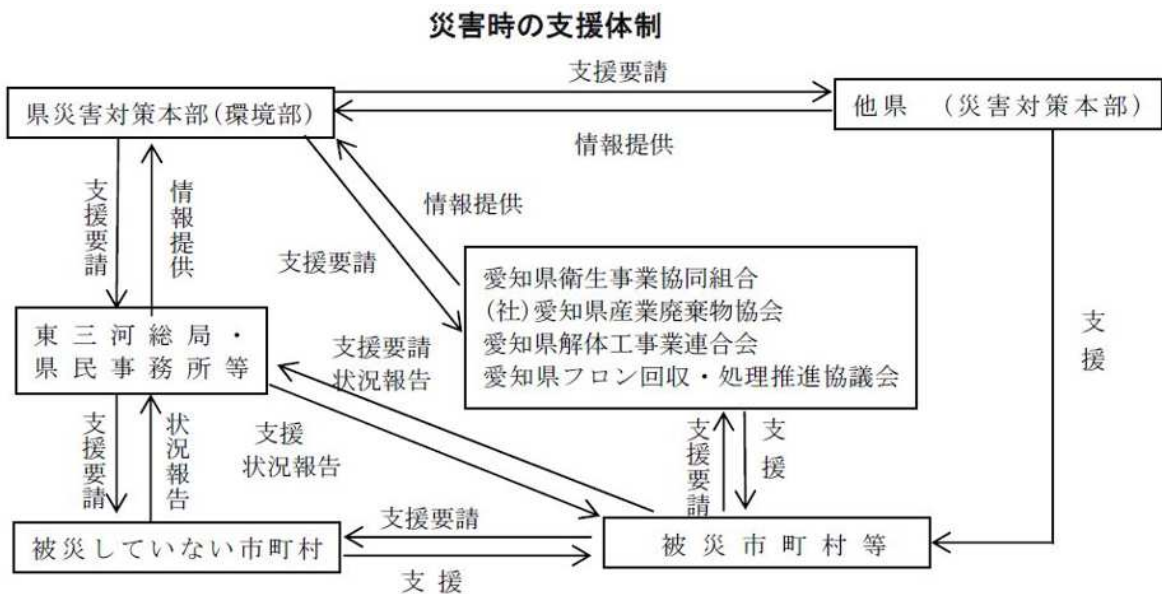 災害時の支援体制
支援要請
県災害対策本部(環境部)
他県 (災害対策本部)
情報提供
支援要請
情報提供
情報提供
支援要請
愛知県衛生事業協同組合
(社)愛知県産業廃棄物協会
愛知県解体工事業連合会
愛知県フロン回収・処理推進協議会
支援
東三河総局・
県民事務所等
支援要請
状況報告
支援要請
状況報告
支援
状況報告
支援要請
支援
支援要請
被災していない市町村
被災市町村等
支援